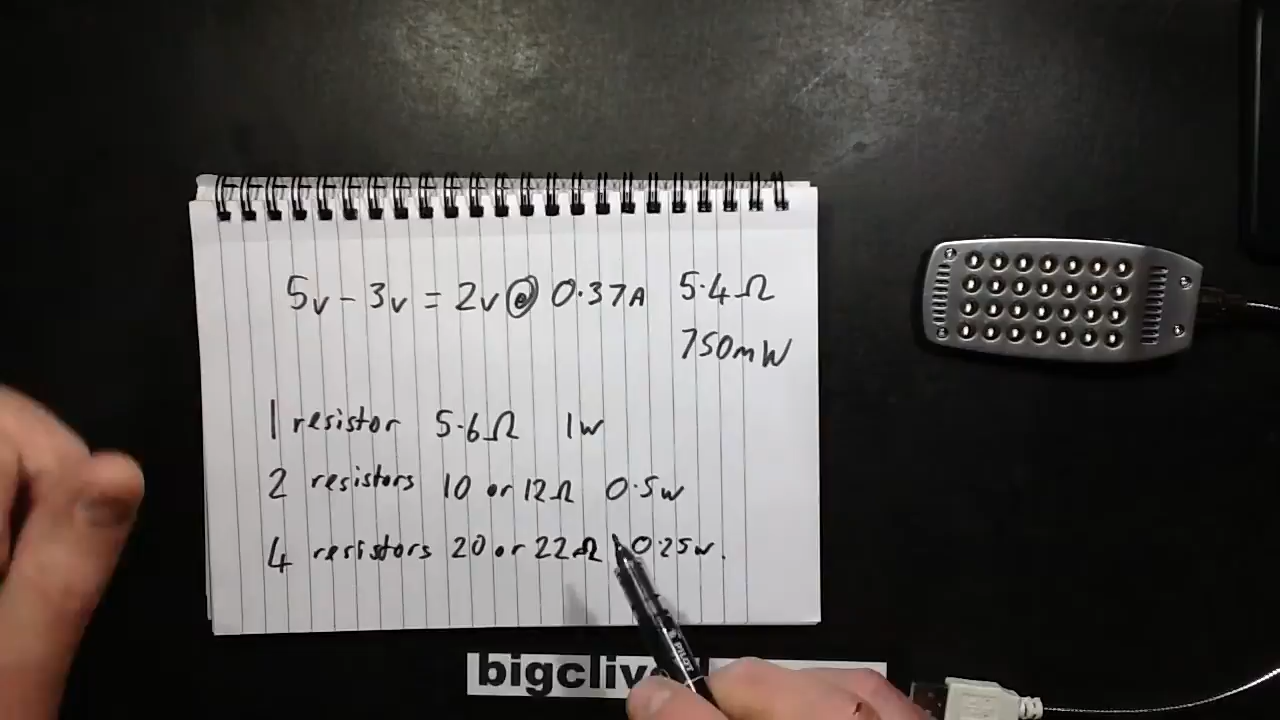 5v - 3v = 2v @ 0.37A 5.4Ω
750mW
1 resistor 5.6Ω 1w
2 resistors 10 or 12Ω 0.5w
4 resistors 20 or 22Ω 0.25w.
PILOT